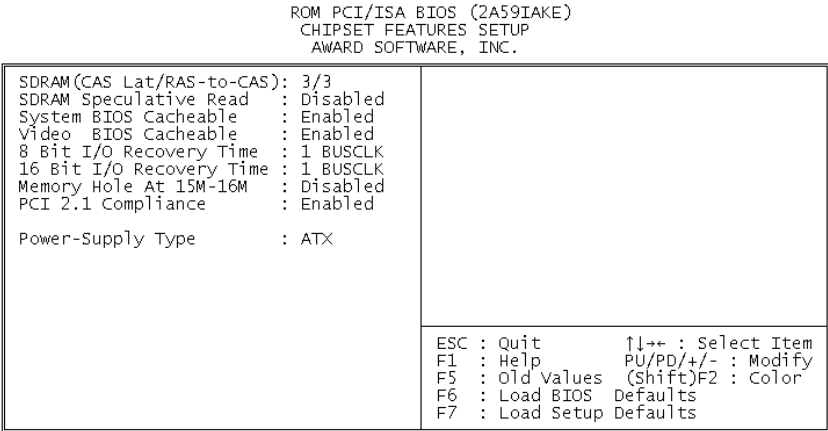 ROM PCI/ISA BIOS (2A59IAKE)
CHIPSET FEATURES SETUP
AWARD SOFTWARE, INC.
SDRAM(CAS Lat/RAS-to-CAS): 3/3
SDRAM Speculative Read : Disabled
System BIOS Cacheable : Enabled
Video BIOS Cacheable : Enabled
8 Bit I/O Recovery Time : 1 BUSCLK
16 Bit I/O Recovery Time : 1 BUSCLK
Memory Hole At 15M-16M : Disabled
PCI 2.1 Compliance : Enabled
Power-Supply Type : ATX
ESC : Quit ↑↓→← : Select Item
F1 : Help PU/PD/+/- : Modify
F5 : Old Values (Shift)F2 : Color
F6 : Load BIOS Defaults
F7 : Load Setup Defaults